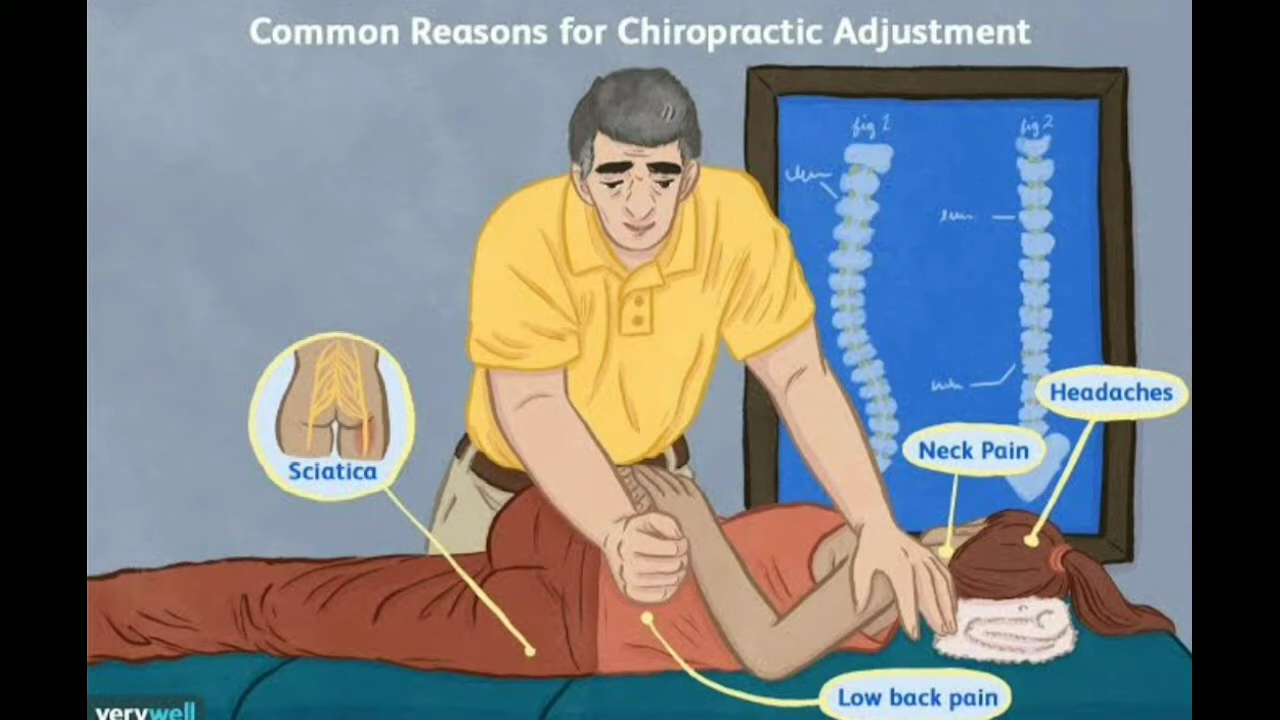 Common Reasons for Chiropractic Adjustment
fig 1
fig 2
Headaches
Neck Pain
Sciatica
Low back pain
verywell